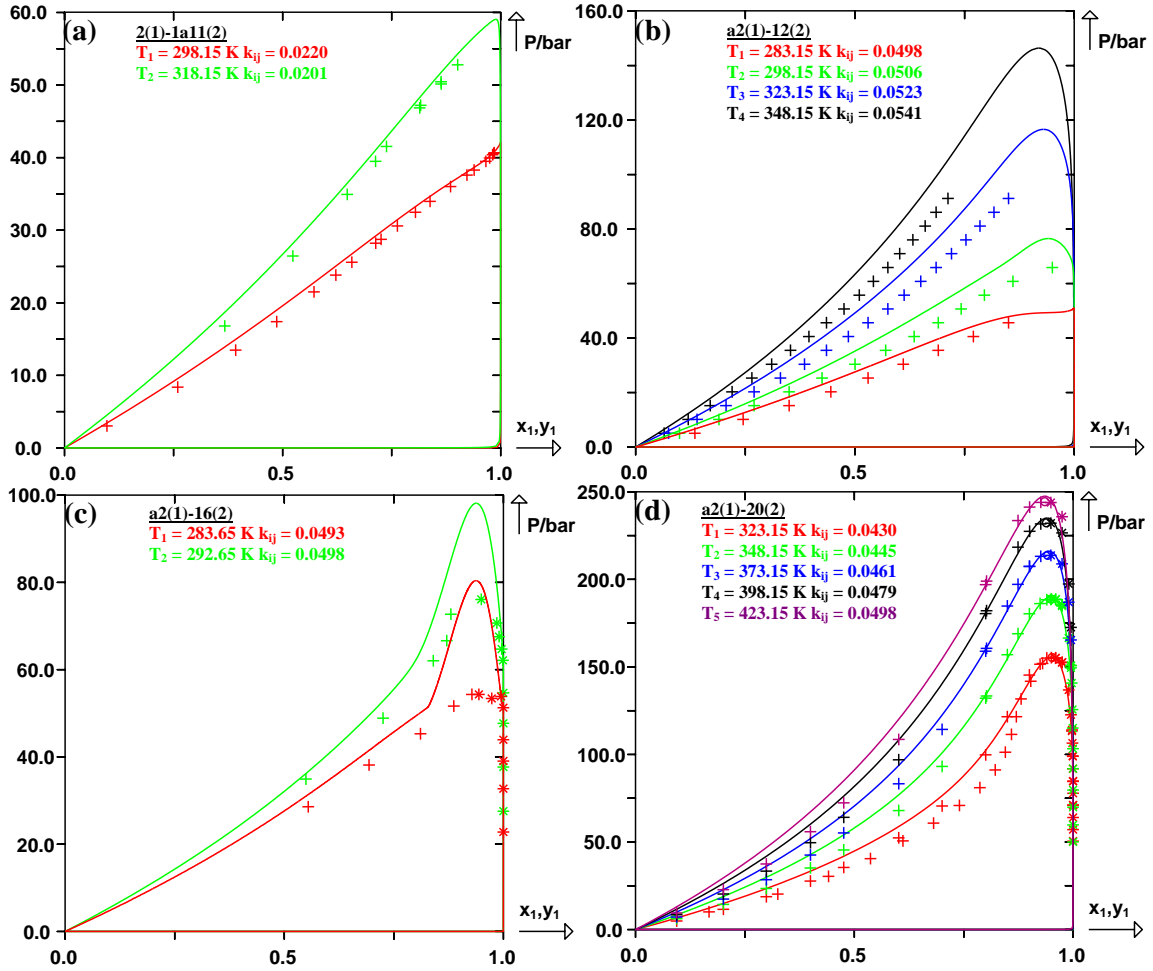 (a)
2(1)-1a11(2)
T₁ = 298.15 K kᵢⱼ = 0.0220
T₂ = 318.15 K kᵢⱼ = 0.0201
P/bar
60.0
50.0
40.0
30.0
20.0
10.0
0.0
x₁,y₁
0.0 0.5 1.0
(b)
a2(1)-12(2)
T₁ = 283.15 K kᵢⱼ = 0.0498
T₂ = 298.15 K kᵢⱼ = 0.0506
T₃ = 323.15 K kᵢⱼ = 0.0523
T₄ = 348.15 K kᵢⱼ = 0.0541
P/bar
160.0
120.0
80.0
40.0
0.0
x₁,y₁
0.0 0.5 1.0
(c)
a2(1)-16(2)
T₁ = 283.65 K kᵢⱼ = 0.0493
T₂ = 292.65 K kᵢⱼ = 0.0498
P/bar
100.0
80.0
60.0
40.0
20.0
0.0
x₁,y₁
0.0 0.5 1.0
(d)
a2(1)-20(2)
T₁ = 323.15 K kᵢⱼ = 0.0430
T₂ = 348.15 K kᵢⱼ = 0.0445
T₃ = 373.15 K kᵢⱼ = 0.0461
T₄ = 398.15 K kᵢⱼ = 0.0479
T₅ = 423.15 K kᵢⱼ = 0.0498
P/bar
250.0
200.0
150.0
100.0
50.0
0.0
x₁,y₁
0.0 0.5 1.0